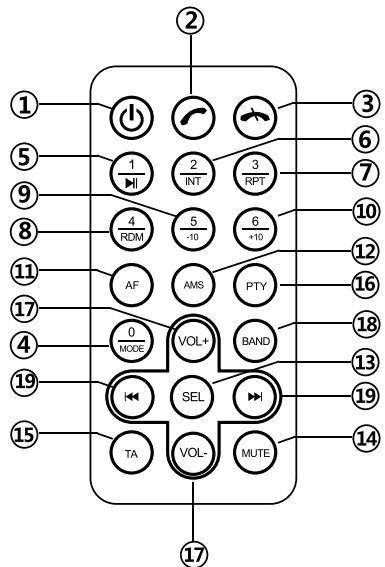 ②
① ③
⑥
⑤ 1 2 3
⏯ INT RPT ⑦
⑨
4 5 6 ⑩
⑧ RDM -10 +10
⑪ AF AMS PTY ⑫
⑯
⑰
0 VOL+ BAND ⑱
④ MODE
⑬
⑲ ⏮ SEL ⏭ ⑲
⑮ ⑭
TA VOL- MUTE
⑰